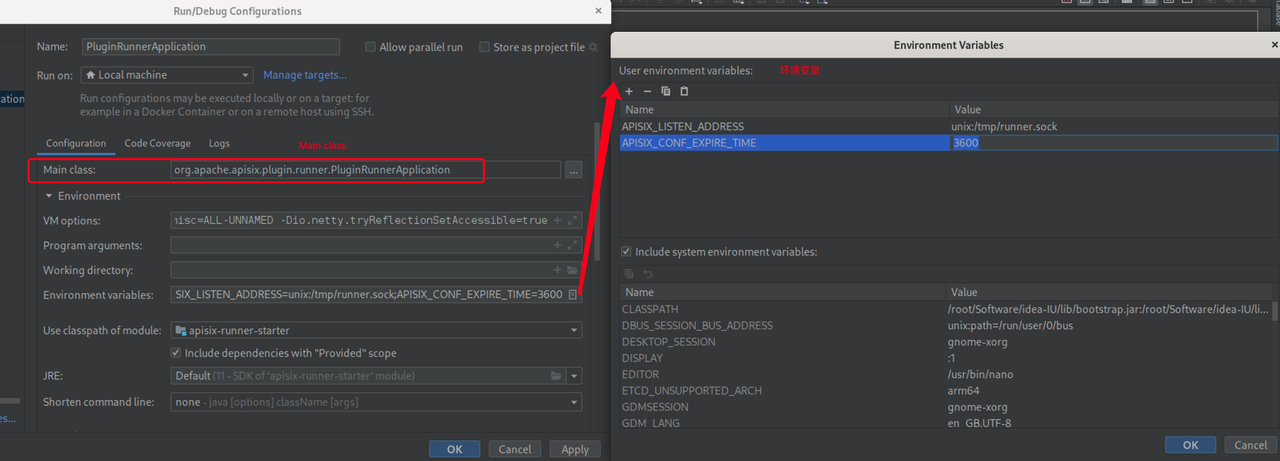 Run/Debug Configurations
Name: PluginRunnerApplication
Allow parallel run
Store as project file
Run on: Local machine
Manage targets...
Run configurations may be executed locally or on a target: for
example in a Docker Container or on a remote host using SSH.
Configuration
Code Coverage
Logs
Main class
Main class: org.apache.apisix.plugin.runner.PluginRunnerApplication
...
Environment
VM options: misc=ALL-UNNAMED -Dio.netty.tryReflectionSetAccessible=true
Program arguments:
Working directory:
Environment variables: SIX_LISTEN_ADDRESS=unix:/tmp/runner.sock;APISIX_CONF_EXPIRE_TIME=3600
Use classpath of module: apisix-runner-starter
Include dependencies with "Provided" scope
JRE: Default (11 - SDK of 'apisix-runner-starter' module)
Shorten command line: none - java [options] className [args]
OK
Cancel
Apply
Environment Variables
User environment variables:
环境变量
Name Value
APISIX_LISTEN_ADDRESS unix:/tmp/runner.sock
APISIX_CONF_EXPIRE_TIME 3600
Include system environment variables:
Name Value
CLASSPATH /root/Software/idea-IU/lib/bootstrap.jar:/root/Software/idea-IU/li...
DBUS_SESSION_BUS_ADDRESS unix:path=/run/user/0/bus
DESKTOP_SESSION gnome-xorg
DISPLAY :1
EDITOR /usr/bin/nano
ETCD_UNSUPPORTED_ARCH arm64
GDMSESSION gnome-xorg
GDM_LANG en_GB.UTF-8
OK
Cancel